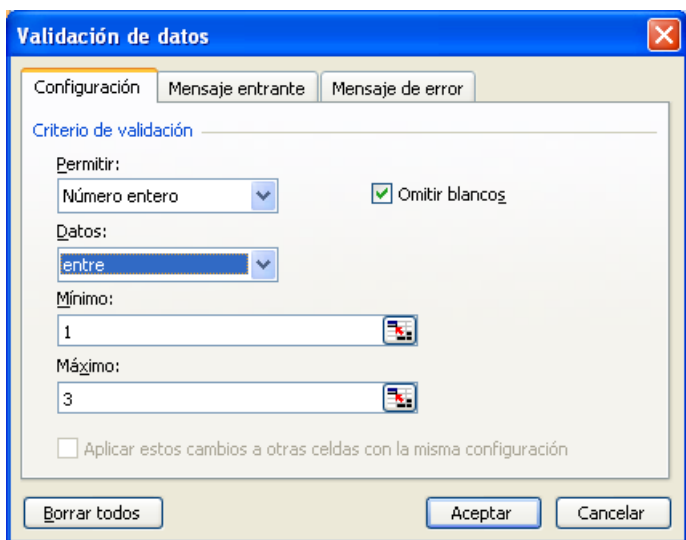 Validación de datos
Configuración Mensaje entrante Mensaje de error
Criterio de validación
Permitir:
Número entero Omitir blancos
Datos:
entre
Mínimo:
1
Máximo:
3
Aplicar estos cambios a otras celdas con la misma configuración
Borrar todos Aceptar Cancelar